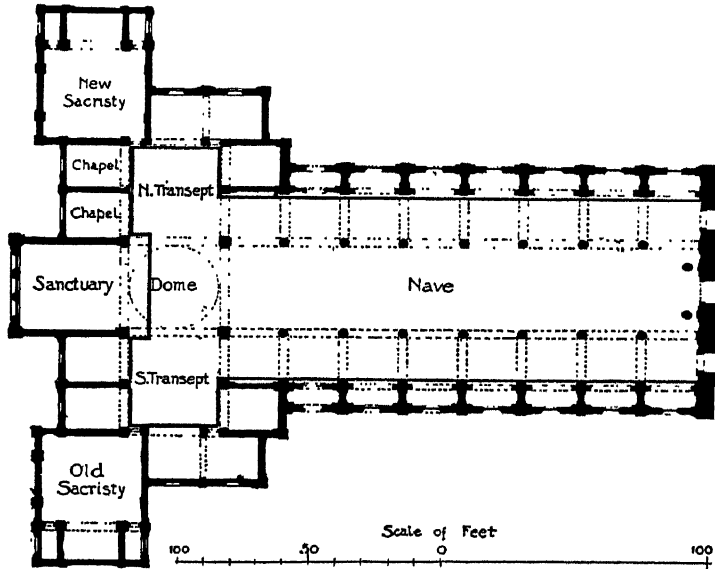 New
Sacristy
Chapel
N. Transept
Chapel
Sanctuary
Dome
Nave
S. Transept
Old
Sacristy
Scale of Feet
100 50 0 100